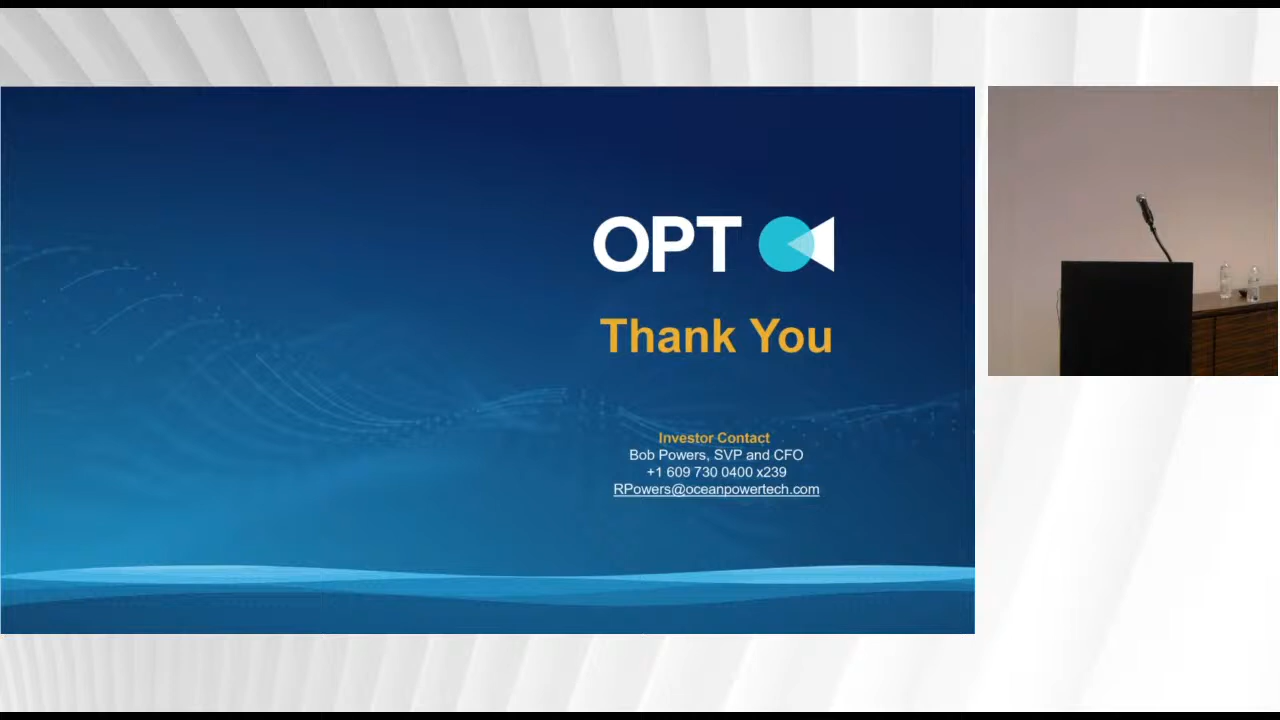 OPT
Thank You
Investor Contact
Bob Powers, SVP and CFO
+1 609 730 0400 x239
RPowers@oceanpowertech.com